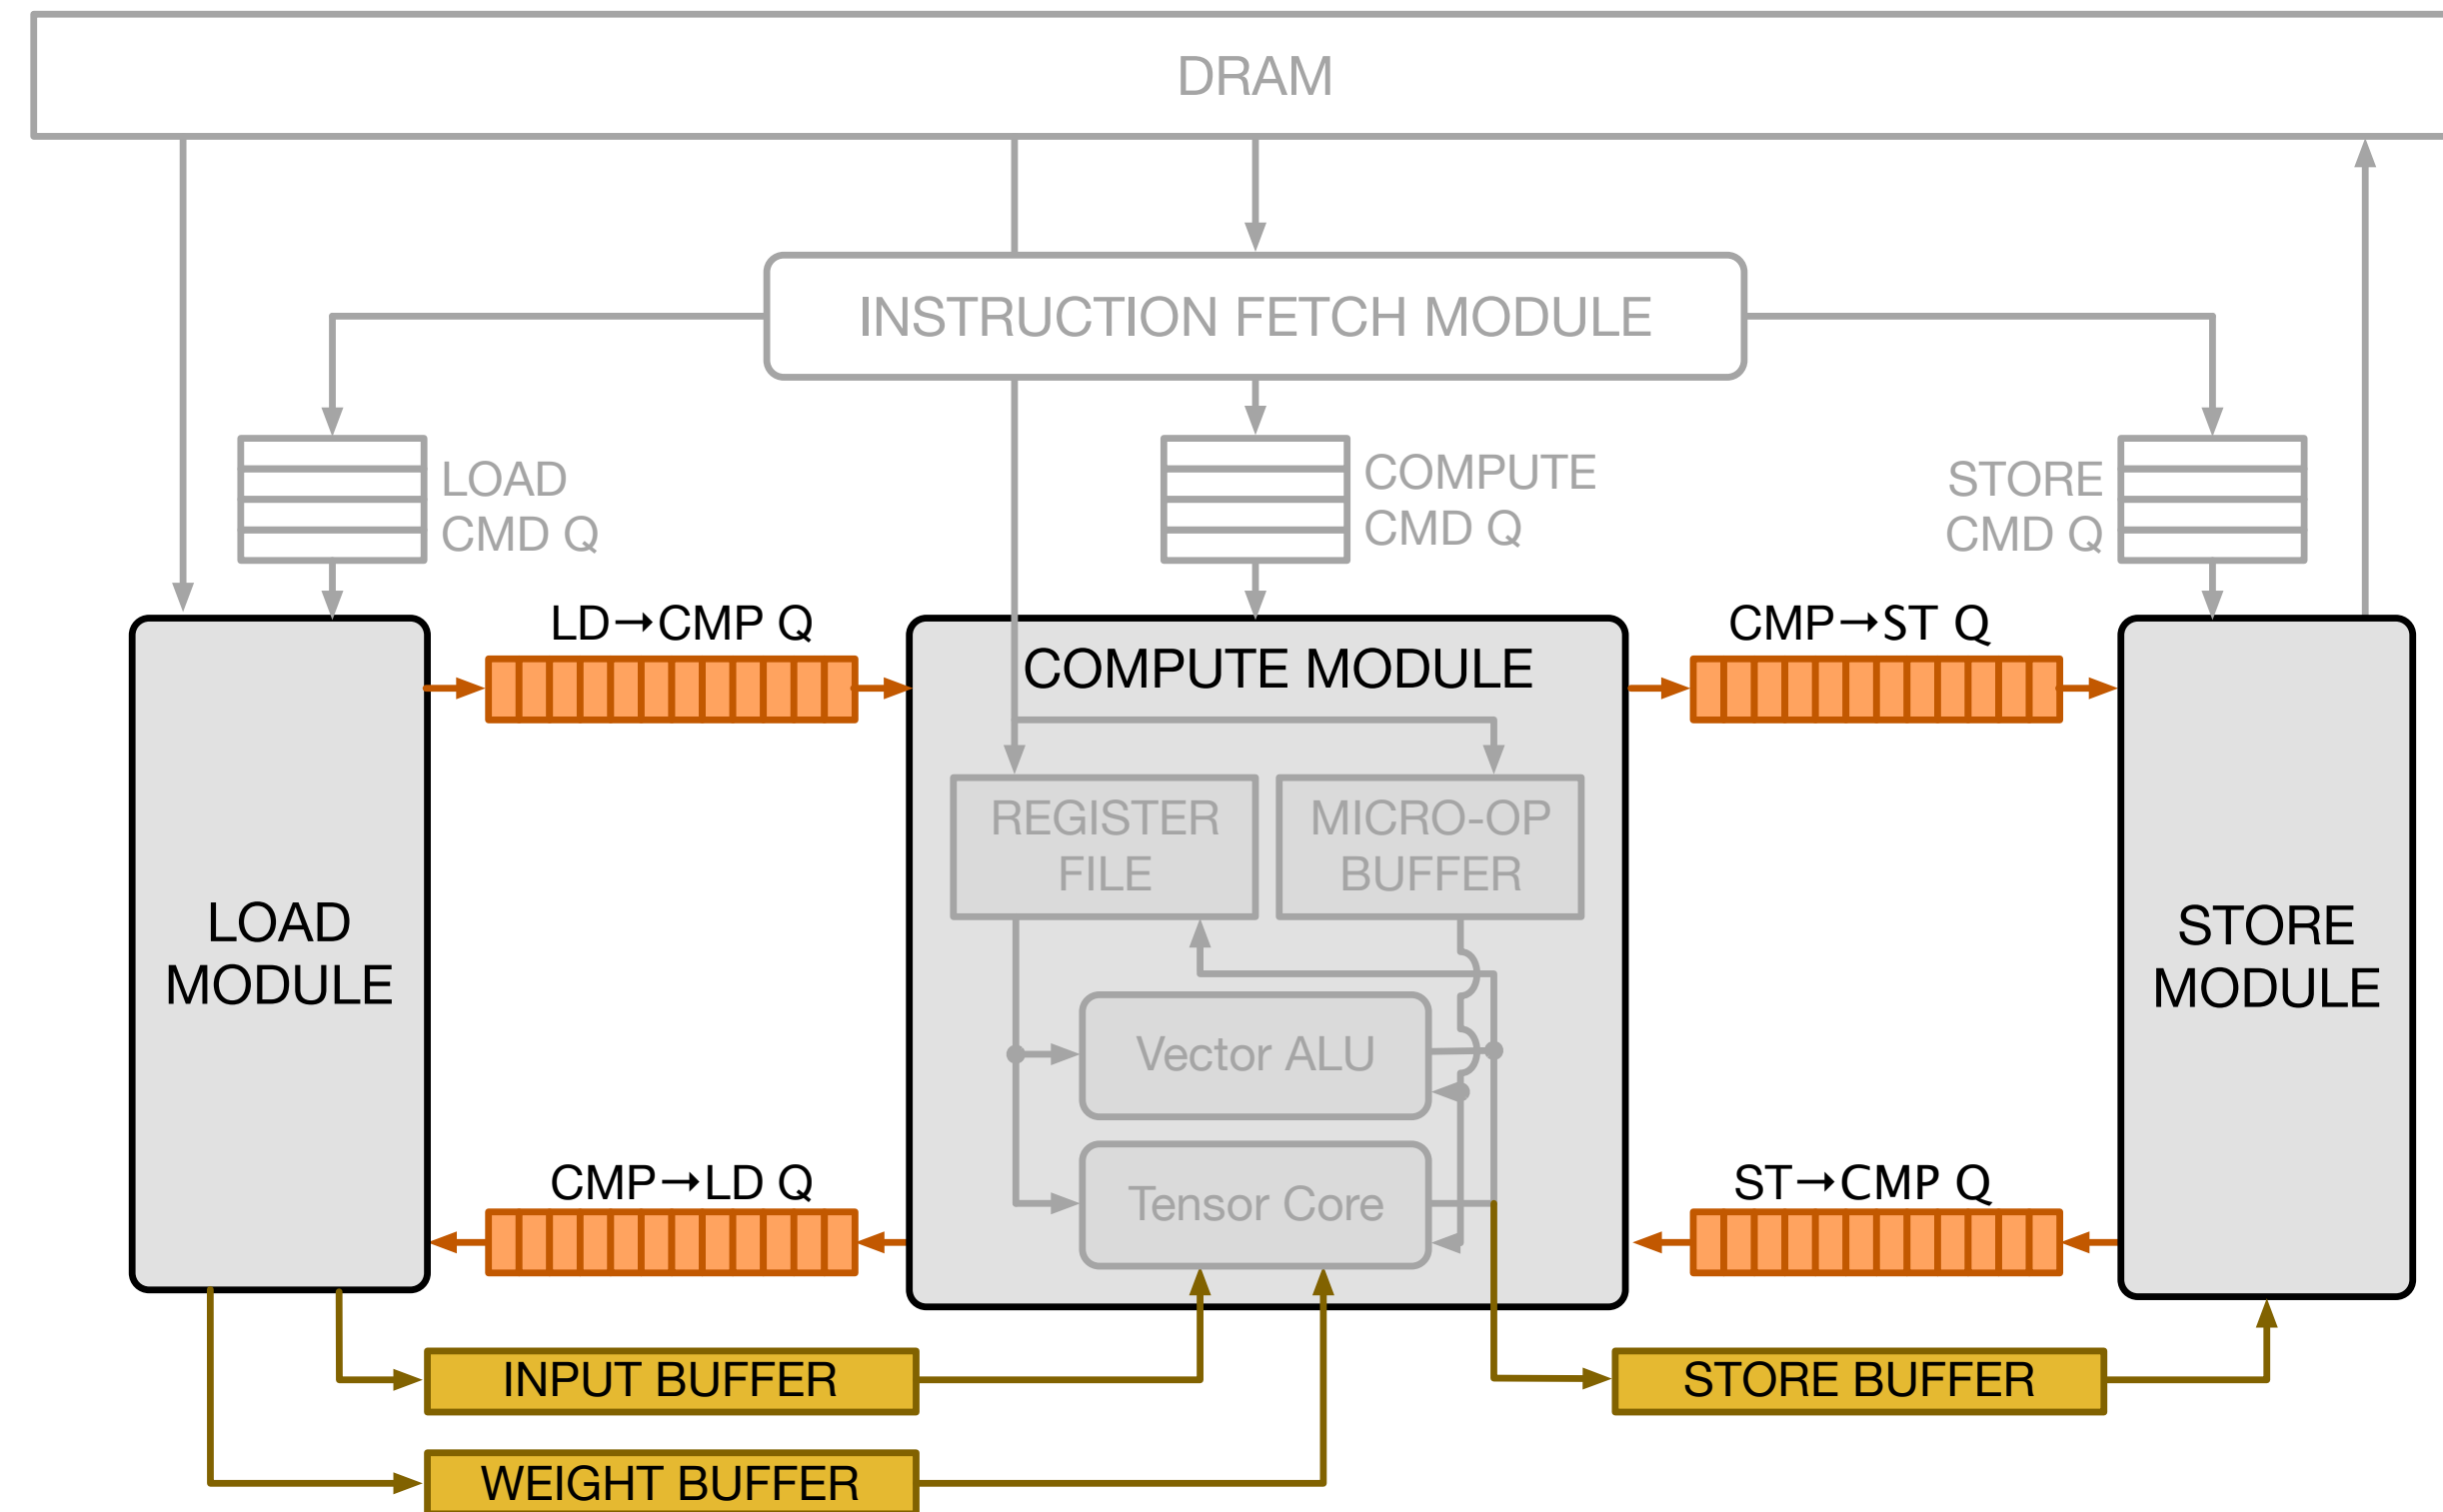 DRAM
INSTRUCTION FETCH MODULE
LOAD
CMD Q
COMPUTE
CMD Q
STORE
CMD Q
LD→CMP Q
CMP→ST Q
COMPUTE MODULE
REGISTER
FILE
MICRO-OP
BUFFER
LOAD
MODULE
STORE
MODULE
Vector ALU
Tensor Core
CMP→LD Q
ST→CMP Q
INPUT BUFFER
STORE BUFFER
WEIGHT BUFFER